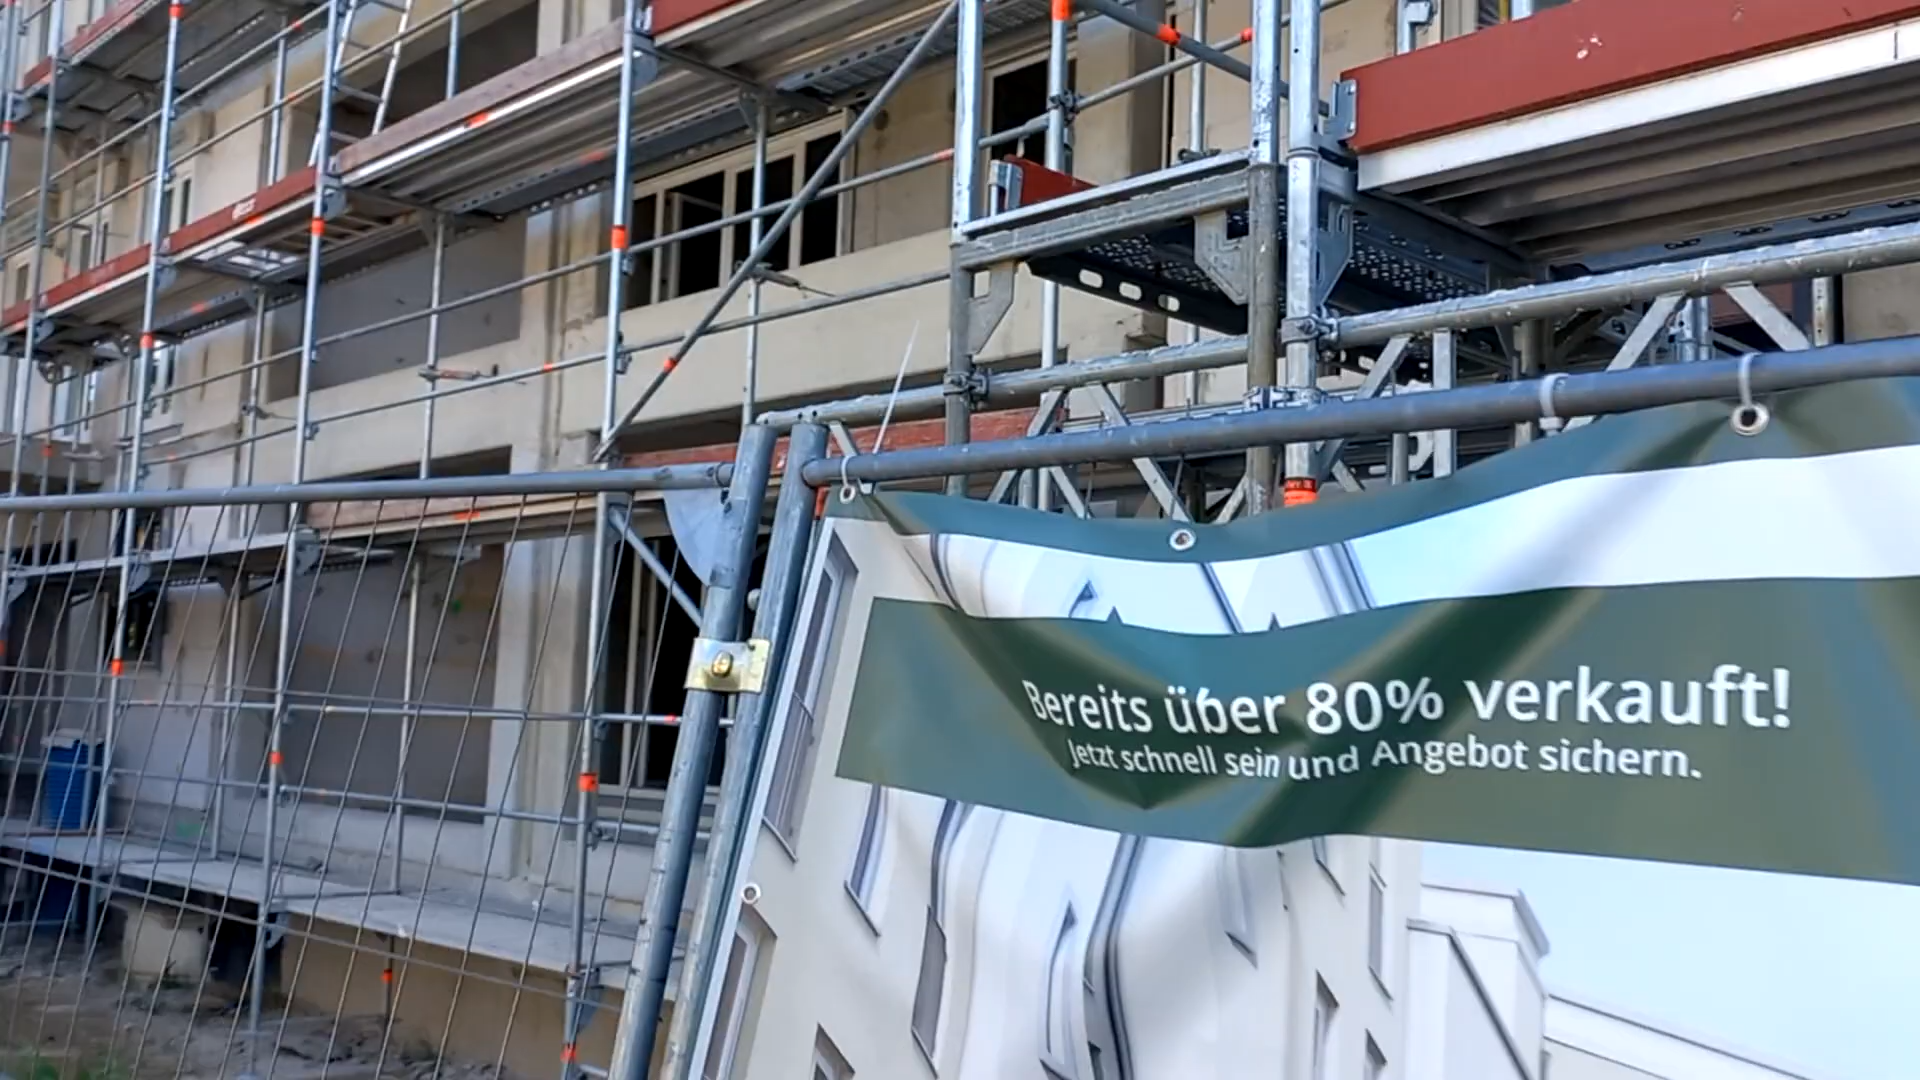 Bereits über 80% verkauft!
Jetzt schnell sein und Angebot sichern.